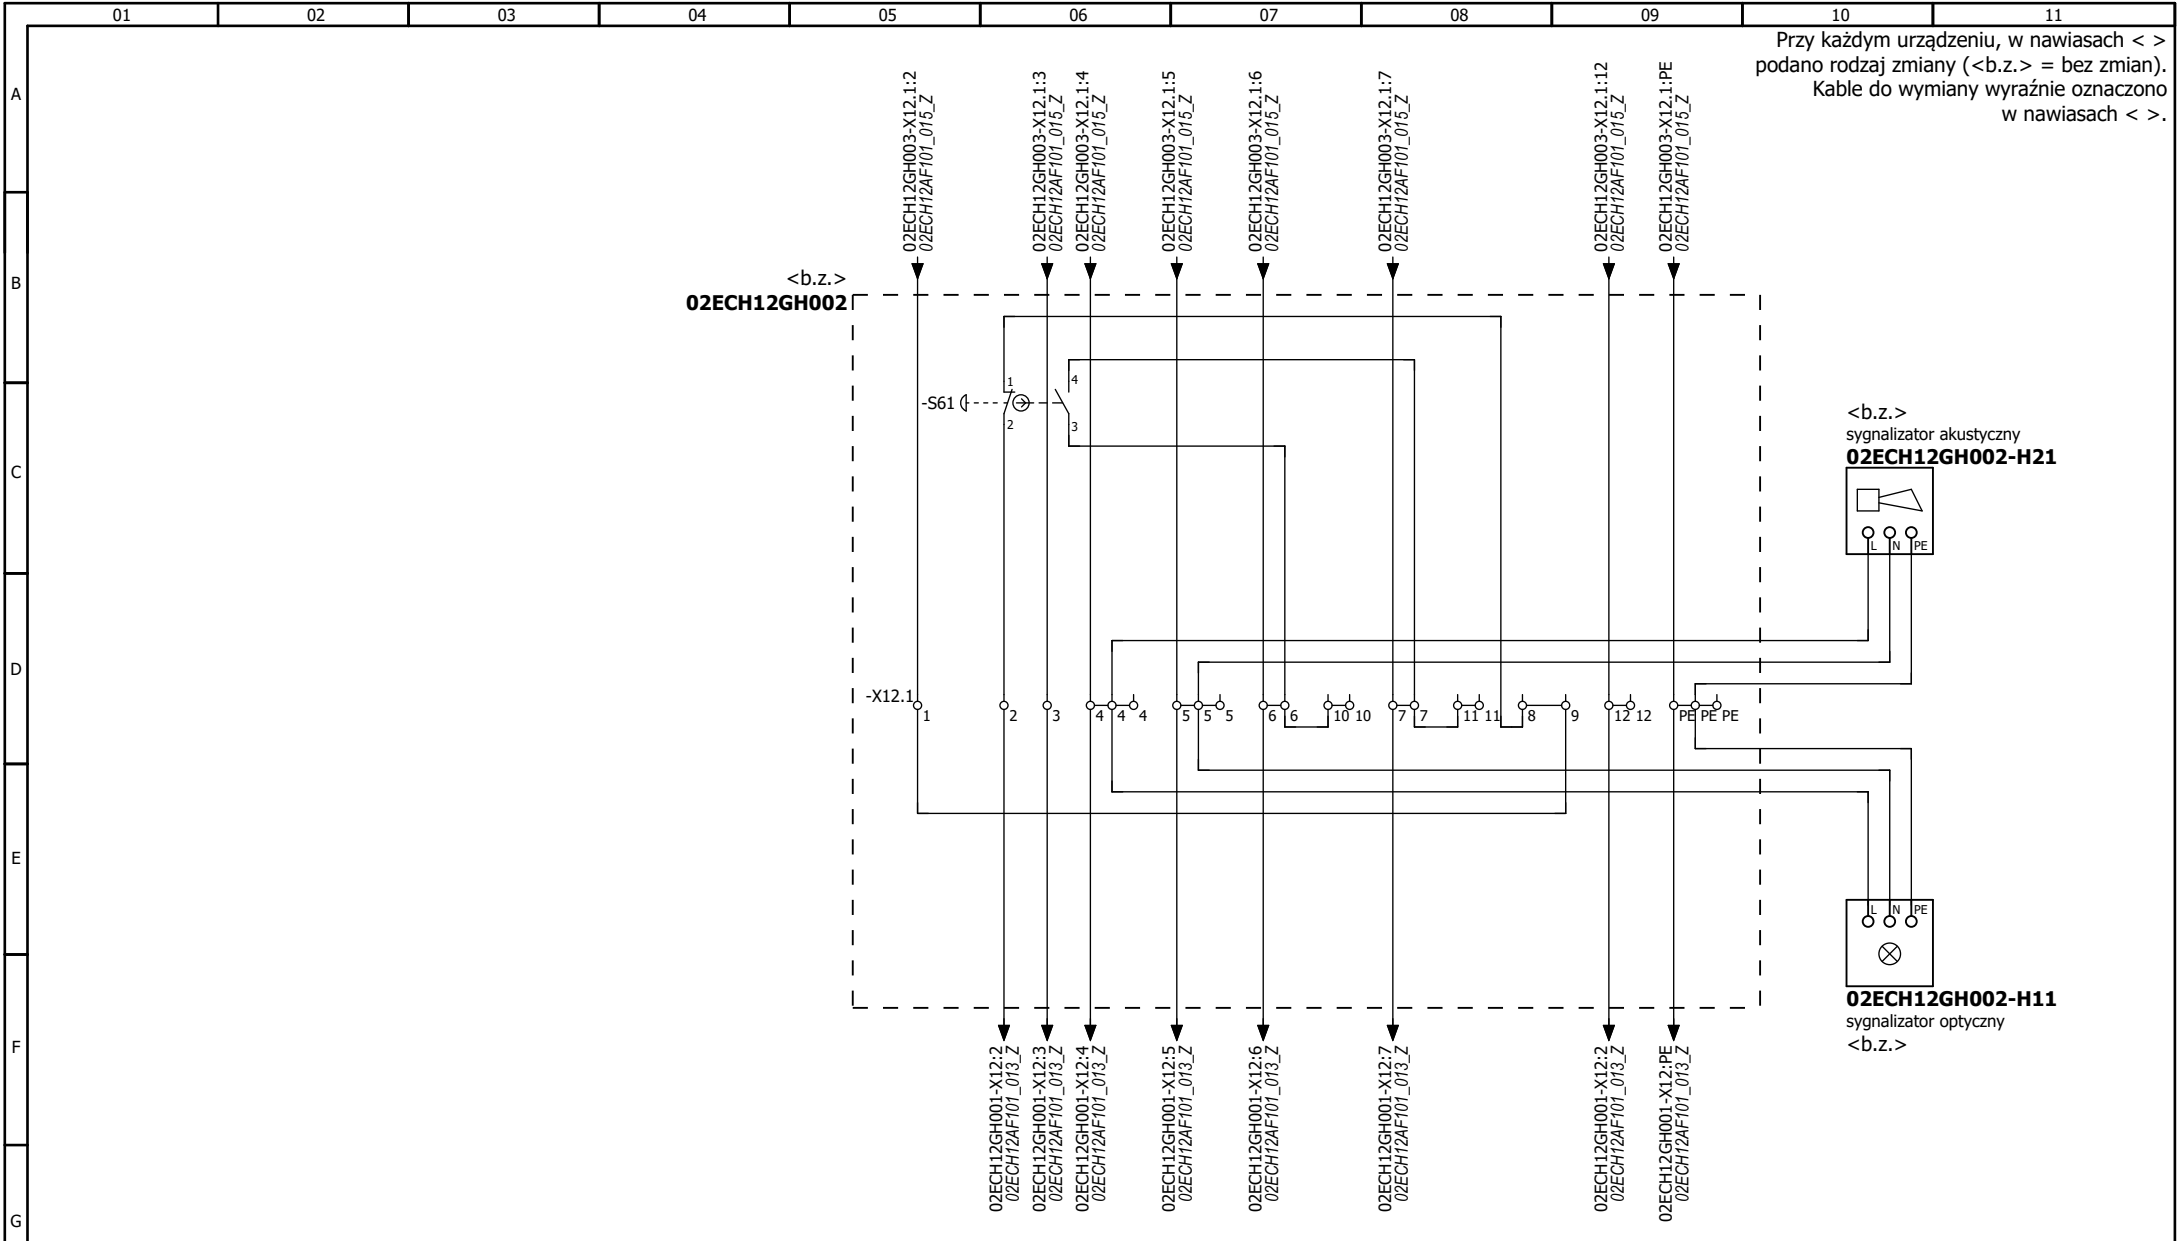 01 02 03 04 05 06 07 08 09 10 11
Przy każdym urządzeniu, w nawiasach < >
podano rodzaj zmiany (<b.z.> = bez zmian).
Kable do wymiany wyraźnie oznaczono
w nawiasach < >.
A
B
C
D
E
F
G
02ECH12GH003-X12.1:2
02ECH12AF101_015_Z
02ECH12GH003-X12.1:3
02ECH12AF101_015_Z
02ECH12GH003-X12.1:4
02ECH12AF101_015_Z
02ECH12GH003-X12.1:5
02ECH12AF101_015_Z
02ECH12GH003-X12.1:6
02ECH12AF101_015_Z
02ECH12GH003-X12.1:7
02ECH12AF101_015_Z
02ECH12GH003-X12.1:12
02ECH12AF101_015_Z
02ECH12GH003-X12.1:PE
02ECH12AF101_015_Z
<b.z.>
02ECH12GH002
1 4
-S61
2 3
<b.z.>
sygnalizator akustyczny
02ECH12GH002-H21
L N PE
-X12.1
1 2 3 4 4 4 5 5 5 6 6 10 10 7 7 11 11 8 9 12 12 PE PE PE
L N PE
02ECH12GH002-H11
sygnalizator optyczny
<b.z.>
02ECH12GH001-X12:2
02ECH12AF101_013_Z
02ECH12GH001-X12:3
02ECH12AF101_013_Z
02ECH12GH001-X12:4
02ECH12AF101_013_Z
02ECH12GH001-X12:5
02ECH12AF101_013_Z
02ECH12GH001-X12:6
02ECH12AF101_013_Z
02ECH12GH001-X12:7
02ECH12AF101_013_Z
02ECH12GH001-X12:2
02ECH12AF101_013_Z
02ECH12GH001-X12:PE
02ECH12AF101_013_Z